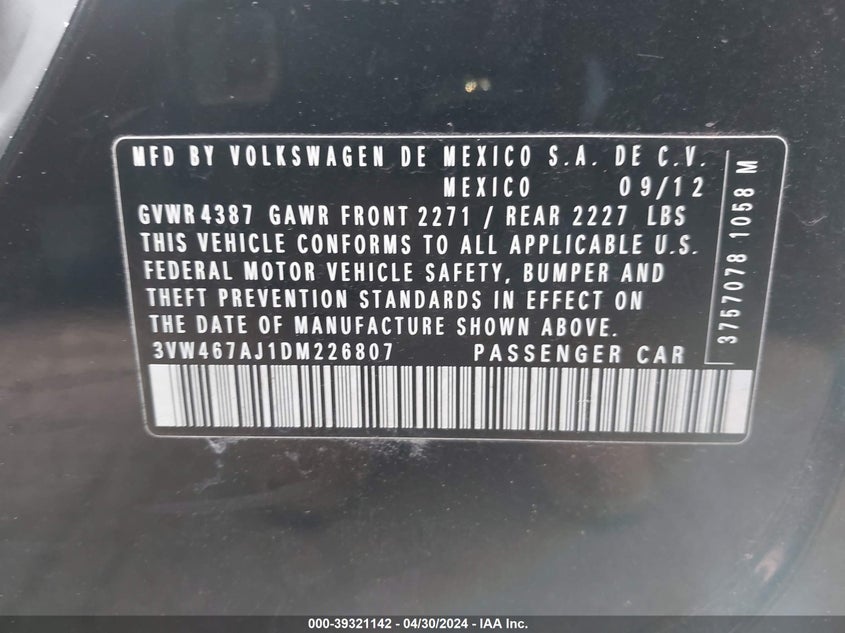 MFD BY VOLKSWAGEN DE MEXICO S.A. DE C.V.
MEXICO 09/12
GVWR 4387 GAWR FRONT 2271 / REAR 2227 LBS
THIS VEHICLE CONFORMS TO ALL APPLICABLE U.S.
FEDERAL MOTOR VEHICLE SAFETY, BUMPER AND
THEFT PREVENTION STANDARDS IN EFFECT ON
THE DATE OF MANUFACTURE SHOWN ABOVE.
3VW467AJ1DM226807 PASSENGER CAR
3757078 1058 M
000-39321142 - 04/30/2024 - IAA Inc.